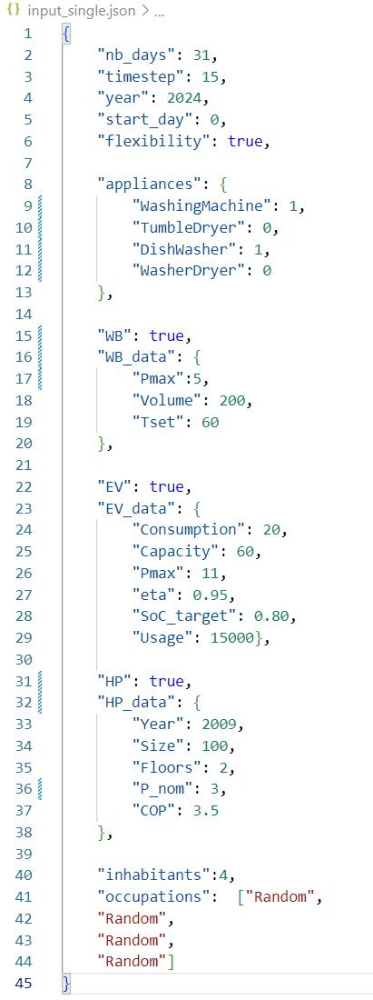 {} input_single.json > ...
1 {
2 "nb_days": 31,
3 "timestep": 15,
4 "year": 2024,
5 "start_day": 0,
6 "flexibility": true,
7
8 "appliances": {
9 "WashingMachine": 1,
10 "TumbleDryer": 0,
11 "DishWasher": 1,
12 "WasherDryer": 0
13 },
14
15 "WB": true,
16 "WB_data": {
17 "Pmax":5,
18 "Volume": 200,
19 "Tset": 60
20 },
21
22 "EV": true,
23 "EV_data": {
24 "Consumption": 20,
25 "Capacity": 60,
26 "Pmax": 11,
27 "eta": 0.95,
28 "SoC_target": 0.80,
29 "Usage": 15000},
30
31 "HP": true,
32 "HP_data": {
33 "Year": 2009,
34 "Size": 100,
35 "Floors": 2,
36 "P_nom": 3,
37 "COP": 3.5
38 },
39
40 "inhabitants":4,
41 "occupations":  ["Random",
42 "Random",
43 "Random",
44 "Random"]
45 }